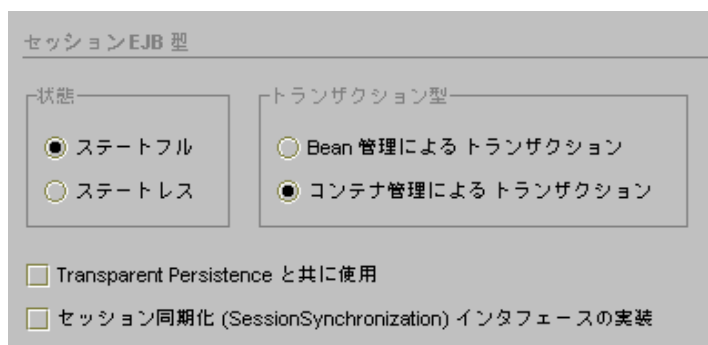 セッションEJB 型
状態
トランザクション型
ステートフル
Bean 管理による トランザクション
ステートレス
コンテナ管理による トランザクション
Transparent Persistence と共に使用
セッション同期化 (SessionSynchronization) インタフェースの実装